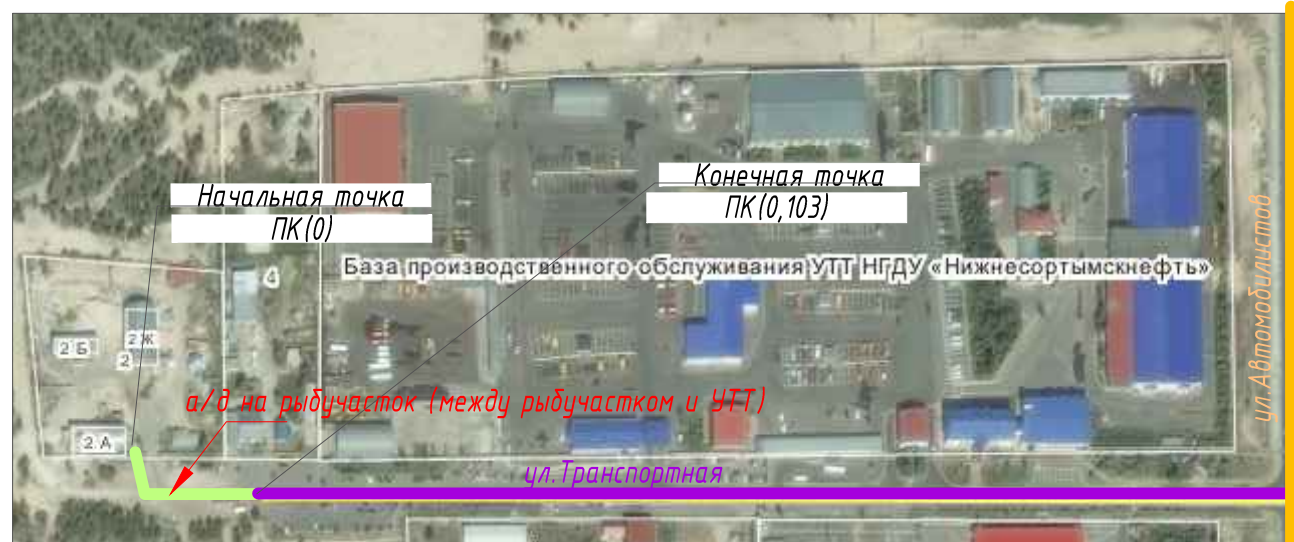 Начальная точка
ПК(0)
Конечная точка
ПК(0,103)
База производственного обслуживания УТТ НГДУ «Нижнесортымскнефть»
4
2 Б
2 Ж
2
2 А
а/д на рыбучасток (между рыбучастком и УТТ)
ул.Транспортная
ул.Автомобилистов